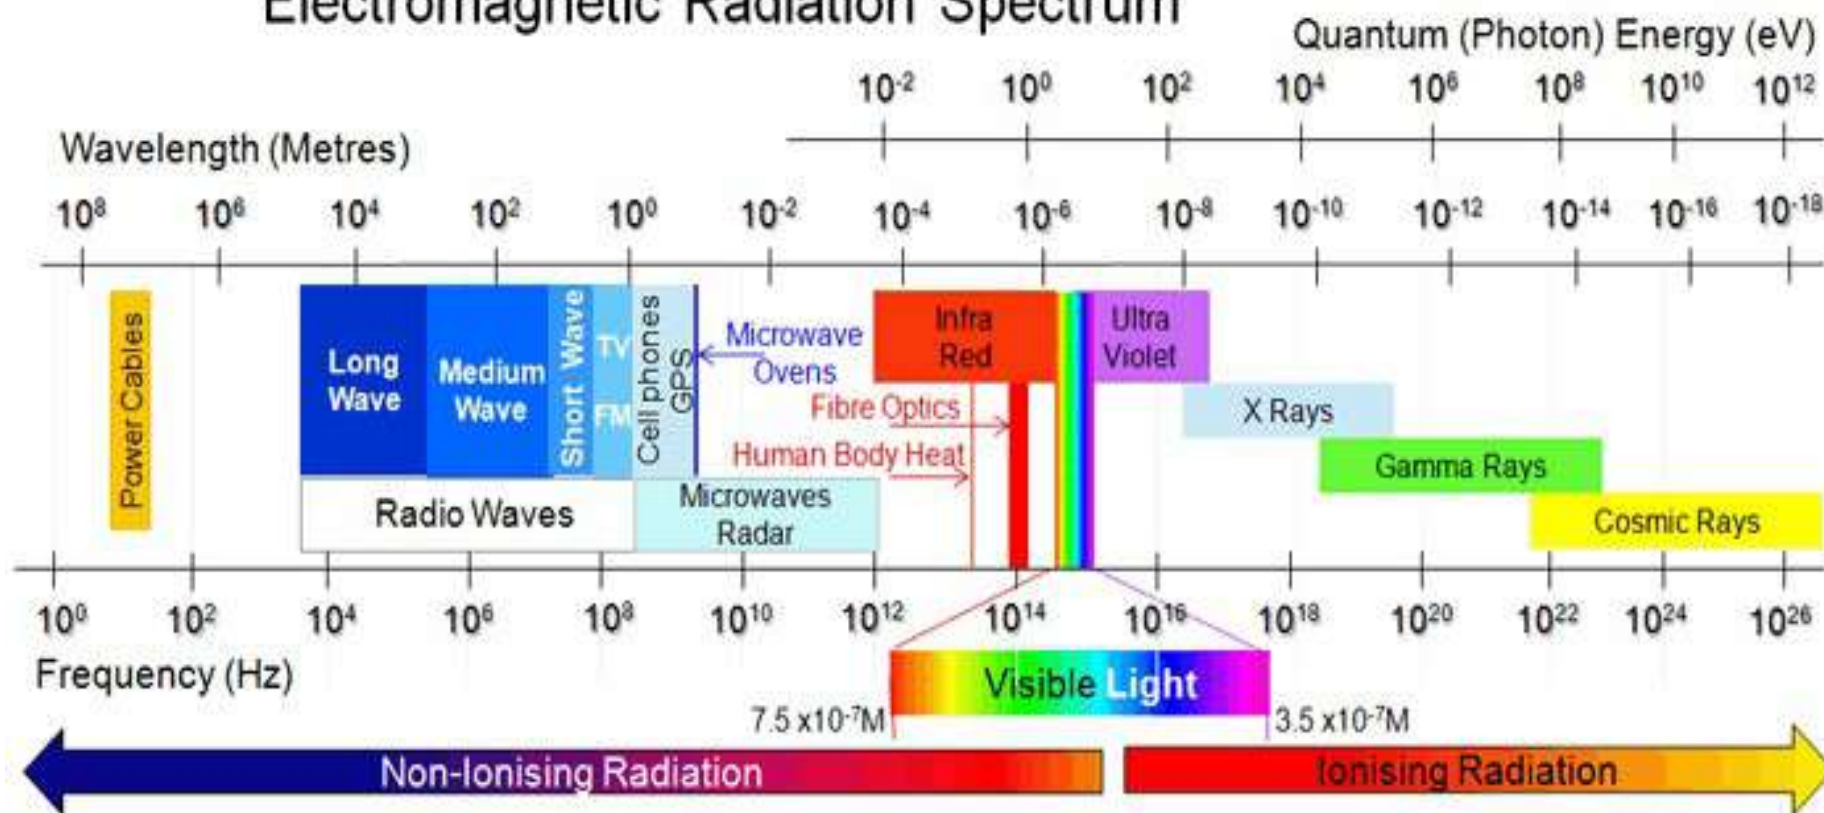 Electromagnetic Radiation Spectrum
Quantum (Photon) Energy (eV)
10⁻² 10⁰ 10² 10⁴ 10⁶ 10⁸ 10¹⁰ 10¹²
Wavelength (Metres)
10⁸ 10⁶ 10⁴ 10² 10⁰ 10⁻² 10⁻⁴ 10⁻⁶ 10⁻⁸ 10⁻¹⁰ 10⁻¹² 10⁻¹⁴ 10⁻¹⁶ 10⁻¹⁸
Power Cables
Long
Wave
Medium
Wave
Short Wave
TV
FM
Cell phones
GPS
Microwave
Ovens
Infra
Red
Ultra
Violet
Fibre Optics
Human Body Heat
X Rays
Gamma Rays
Cosmic Rays
Radio Waves
Microwaves
Radar
10⁰ 10² 10⁴ 10⁶ 10⁸ 10¹⁰ 10¹² 10¹⁴ 10¹⁶ 10¹⁸ 10²⁰ 10²² 10²⁴ 10²⁶
Frequency (Hz)
Visible Light
7.5 x10⁻⁷M
3.5 x10⁻⁷M
Non-Ionising Radiation
Ionising Radiation